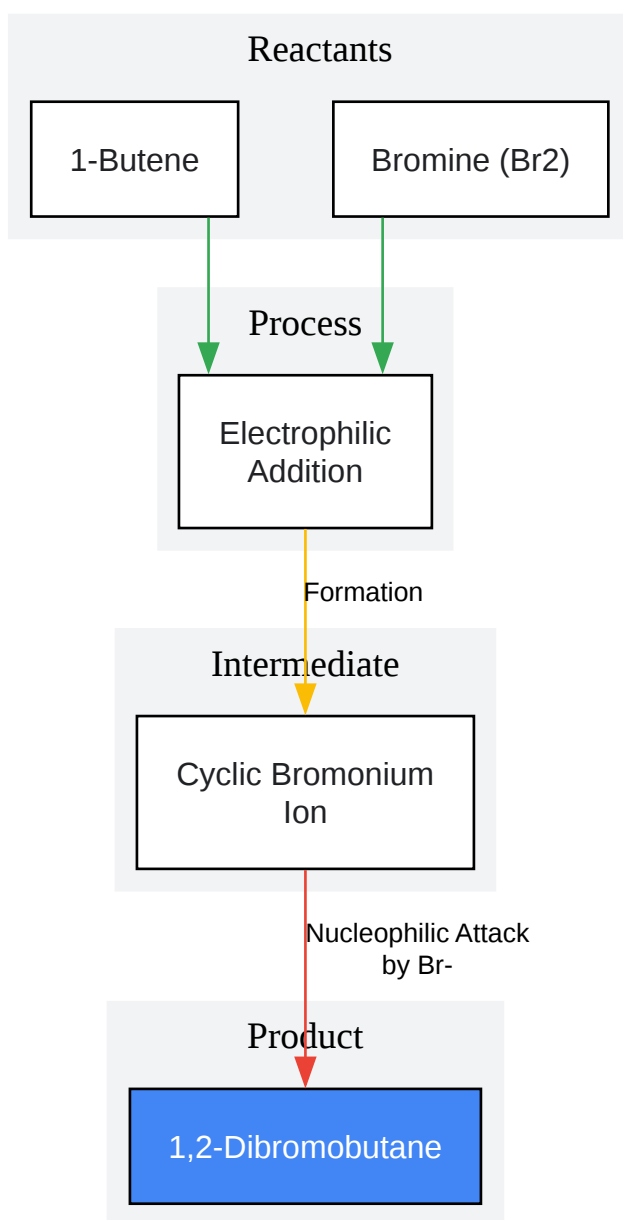 Reactants
1-Butene
Bromine (Br2)
Process
Electrophilic
Addition
Formation
Intermediate
Cyclic Bromonium
Ion
Nucleophilic Attack
by Br-
Product
1,2-Dibromobutane